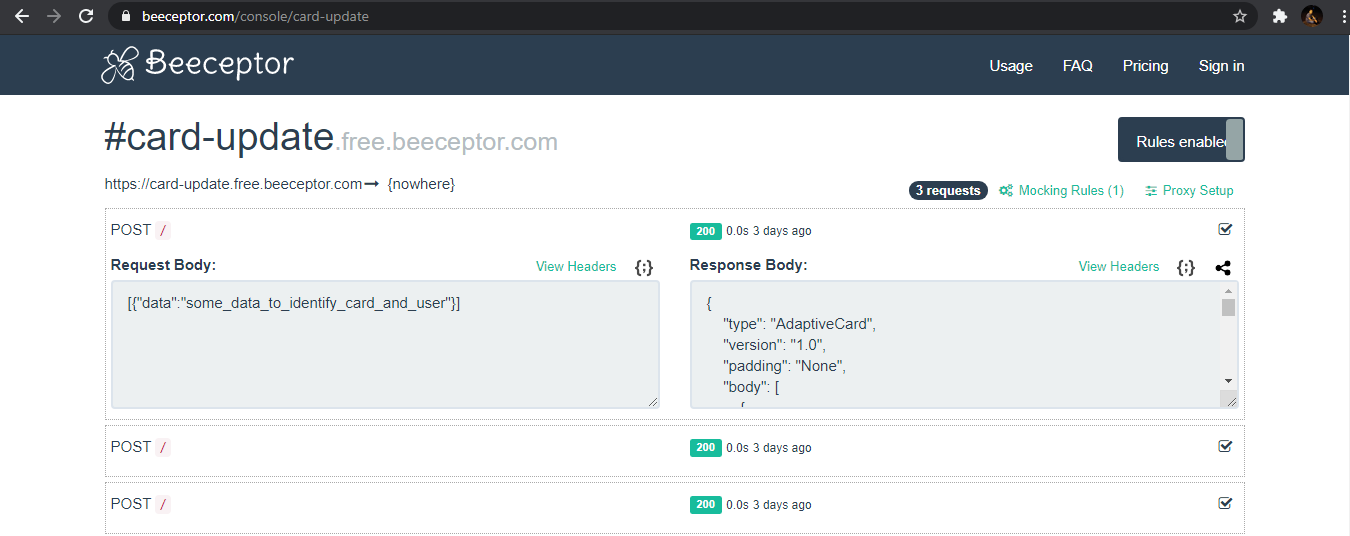 beeceptor.com/console/card-update
Beeceptor
Usage FAQ Pricing Sign in
#card-update.free.beeceptor.com
Rules enabled
https://card-update.free.beeceptor.com → {nowhere}
3 requests Mocking Rules (1) Proxy Setup
POST / 200 0.0s 3 days ago
Request Body: View Headers {;} Response Body: View Headers {;}
[{"data":"some_data_to_identify_card_and_user"}]
{
"type": "AdaptiveCard",
"version": "1.0",
"padding": "None",
"body": [
{
POST / 200 0.0s 3 days ago
POST / 200 0.0s 3 days ago